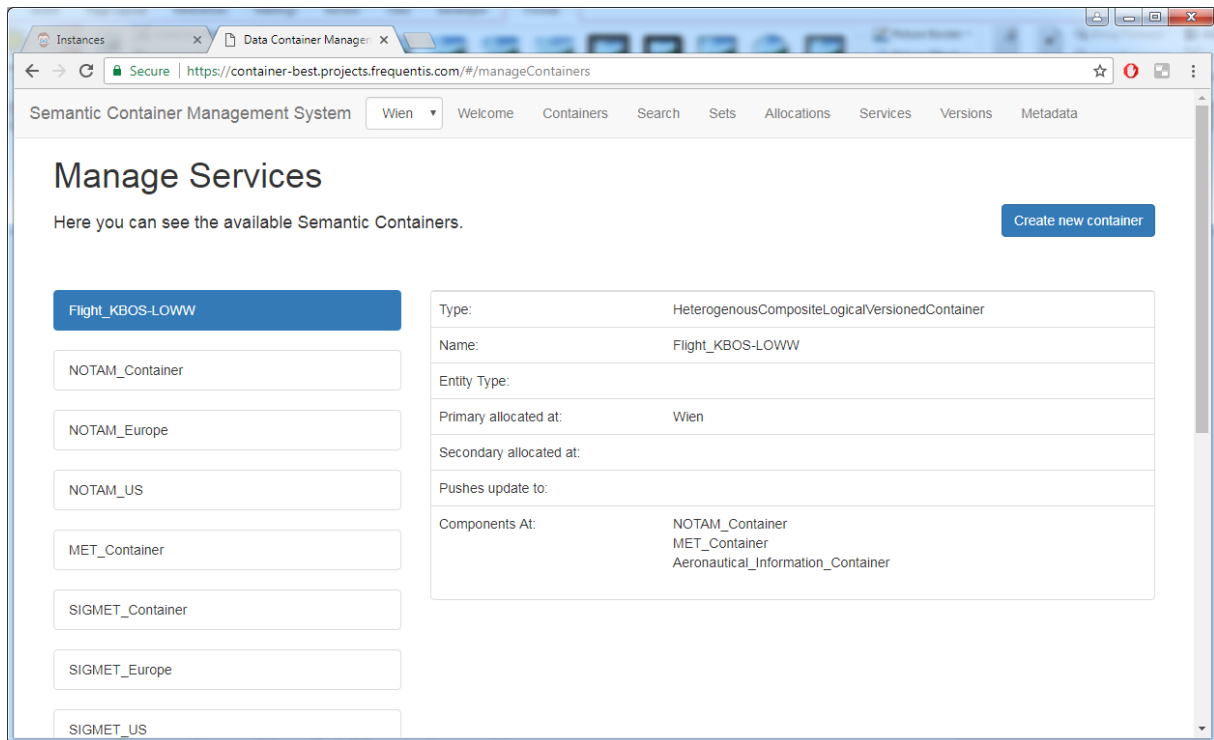 Instances
Data Container Manager
Secure | https://container-best.projects.frequentis.com/#/manageContainers
Semantic Container Management System Wien Welcome Containers Search Sets Allocations Services Versions Metadata
Manage Services
Here you can see the available Semantic Containers.
Create new container
Flight_KBOS-LOWW
NOTAM_Container
NOTAM_Europe
NOTAM_US
MET_Container
SIGMET_Container
SIGMET_Europe
SIGMET_US
Type: HeterogenousCompositeLogicalVersionedContainer
Name: Flight_KBOS-LOWW
Entity Type:
Primary allocated at: Wien
Secondary allocated at:
Pushes update to:
Components At: NOTAM_Container
MET_Container
Aeronautical_Information_Container